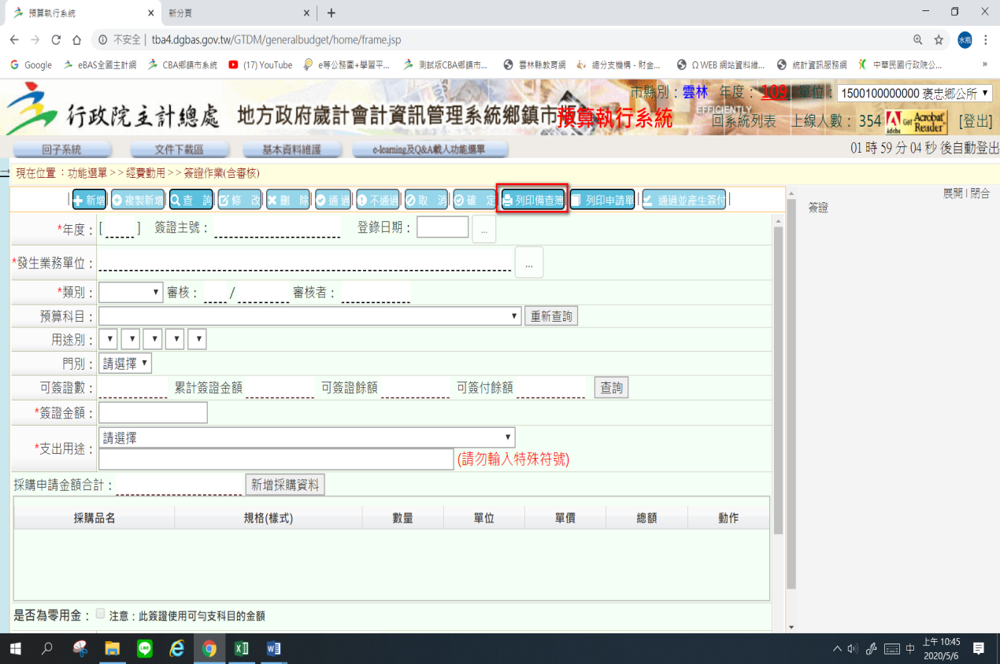 預算執行系統
新分頁
不安全 | tba4.dgbas.gov.tw/GTDM/generalbudget/home/frame.jsp
水瓶
Google eBAS全國主計網 CBA鄉鎮市系統 (17) YouTube e等公務園+學習平... 測試版CBA鄉鎮市... 雲林縣教育網 總分支機構 - 財金... Ω WEB 網站資料維... 統計資訊服務網 中華民國行政院公... »
市縣別：雲林 年度：109 單位：1500100000000 褒忠鄉公所
行政院主計總處 地方政府歲計會計資訊管理系統鄉鎮市 預算執行系統
EFFICIENTLY
回系統列表 上線人數：354 Get Acrobat Reader Adobe [登出]
回子系統 文件下載區 基本資料維護 e-learning及Q&A載入功能選單 01 時 59 分 04 秒 後自動登出
現在位置：功能選單>>經費動用>>簽證作業(含審核)
新增 複製新增 查 詢 修 改 刪 除 通過 不通過 取 消 確 定 列印備查簿 列印申請單 通過並產生簽付
展開 | 閉合
簽證
*年度：[ ] 簽證主號： 登錄日期： ...
*發生業務單位： ...
*類別： 審核： / 審核者：
預算科目： 重新查詢
用途別：
門別：請選擇
可簽證數： 累計簽證金額 可簽證餘額 可簽付餘額 查詢
*簽證金額：
*支出用途：請選擇
(請勿輸入特殊符號)
採購申請金額合計： 新增採購資料
採購品名 規格(樣式) 數量 單位 單價 總額 動作
是否為零用金： 注意：此簽證使用可勻支科目的金額
中
上午 10:45
2020/5/6